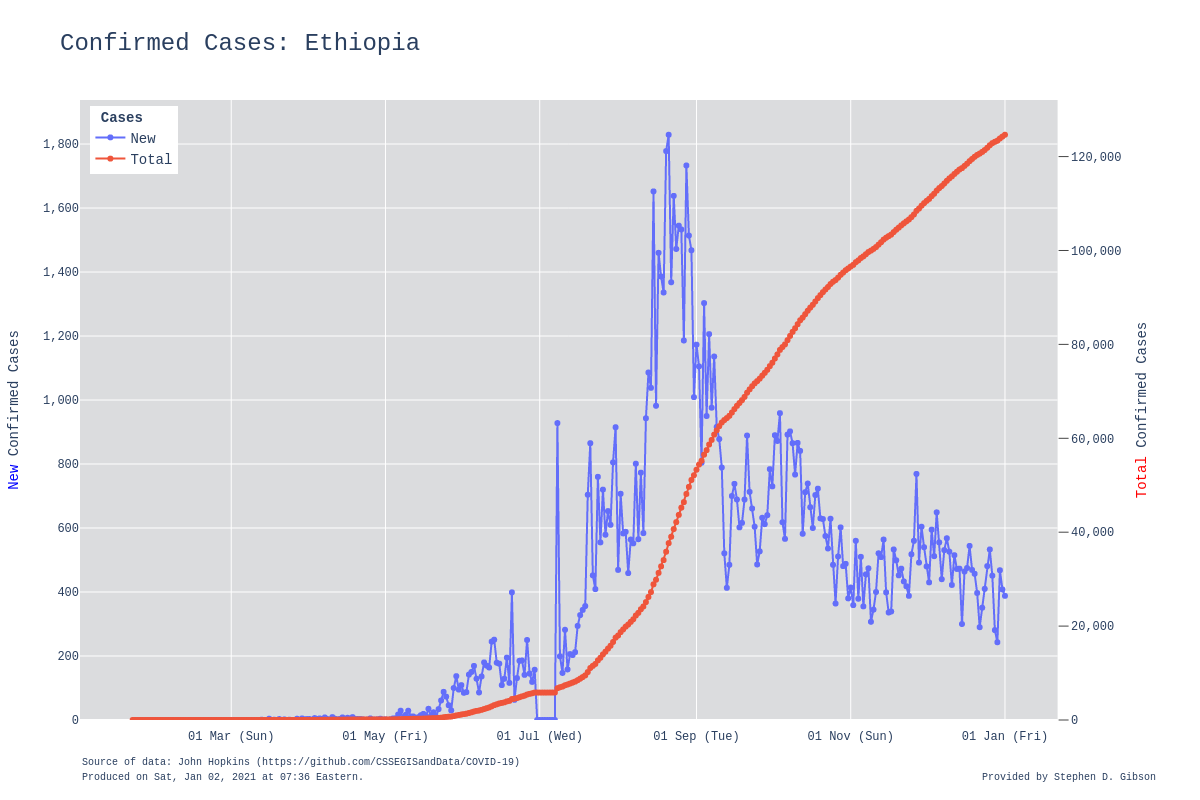 Confirmed Cases: Ethiopia
Cases
New
Total
1,800
1,600
1,400
1,200
1,000
800
600
400
200
0
120,000
100,000
80,000
60,000
40,000
20,000
0
New Confirmed Cases
Total Confirmed Cases
01 Mar (Sun) 01 May (Fri) 01 Jul (Wed) 01 Sep (Tue) 01 Nov (Sun) 01 Jan (Fri)
Source of data: John Hopkins (https://github.com/CSSEGISandData/COVID-19)
Produced on Sat, Jan 02, 2021 at 07:36 Eastern.
Provided by Stephen D. Gibson